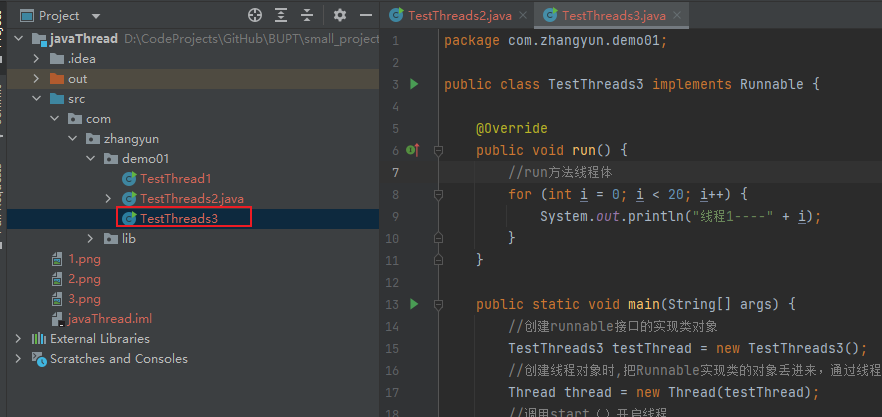 Project
TestThreads2.java
TestThreads3.java
javaThread D:\CodeProjects\GitHub\BUPT\small_project
.idea
out
src
com
zhangyun
demo01
TestThread1
TestThreads2.java
TestThreads3
lib
1.png
2.png
3.png
javaThread.iml
External Libraries
Scratches and Consoles
1 package com.zhangyun.demo01;
2
3 public class TestThreads3 implements Runnable {
4
5 @Override
6 public void run() {
7 //run方法线程体
8 for (int i = 0; i < 20; i++) {
9 System.out.println("线程1----" + i);
10 }
11 }
12
13 public static void main(String[] args) {
14 //创建runnable接口的实现类对象
15 TestThreads3 testThread = new TestThreads3();
16 //创建线程对象时,把Runnable实现类的对象丢进来，通过线程
17 Thread thread = new Thread(testThread);
18 //调用start（）开启线程